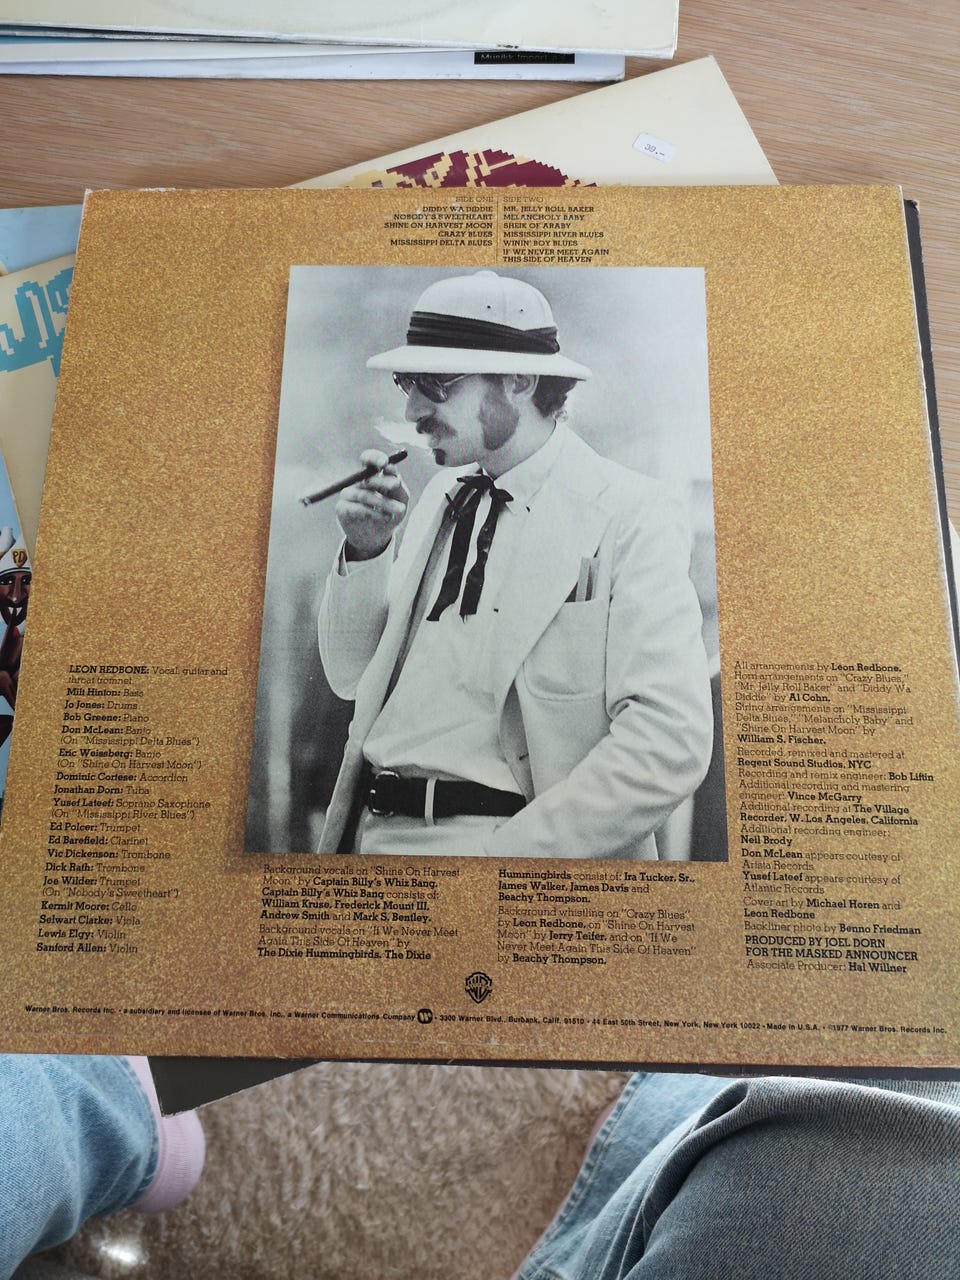 Musikk-Import
39.-
SIDE ONE
DIDDY WA DIDDIE
NOBODY'S SWEETHEART
SHINE ON HARVEST MOON
CRAZY BLUES
MISSISSIPPI DELTA BLUES
SIDE TWO
MR. JELLY ROLL BAKER
MELANCHOLY BABY
SHEIK OF ARABY
MISSISSIPPI RIVER BLUES
WININ' BOY BLUES
IF WE NEVER MEET AGAIN
THIS SIDE OF HEAVEN
LEON REDBONE: Vocal, guitar and
throat tromnet
Milt Hinton: Bass
Jo Jones: Drums
Bob Greene: Piano
Don McLean: Banjo
(On "Mississippi Delta Blues")
Eric Weissberg: Banjo
(On "Shine On Harvest Moon")
Dominic Cortese: Accordion
Jonathan Dorn: Tuba
Yusef Lateef: Soprano Saxophone
(On "Mississippi River Blues")
Ed Polcer: Trumpet
Ed Barefield: Clarinet
Vic Dickenson: Trombone
Dick Rath: Trombone
Joe Wilder: Trumpet
(On "Nobody's Sweetheart")
Kermit Moore: Cello
Selwart Clarke: Viola
Lewis Elgy: Violin
Sanford Allen: Violin
Background vocals on "Shine On Harvest
Moon" by Captain Billy's Whiz Bang.
Captain Billy's Whiz Bang consists of:
William Kruse, Frederick Mount III,
Andrew Smith and Mark S. Bentley.
Background vocals on "If We Never Meet
Again This Side Of Heaven" by
The Dixie Hummingbirds. The Dixie
Hummingbirds consist of: Ira Tucker, Sr.,
James Walker, James Davis and
Beachy Thompson.
Background whistling on "Crazy Blues"
by Leon Redbone, on "Shine On Harvest
Moon" by Jerry Teifer, and on "If We
Never Meet Again This Side Of Heaven"
by Beachy Thompson.
All arrangements by Leon Redbone.
Horn arrangements on "Crazy Blues,"
"Mr. Jelly Roll Baker" and "Diddy Wa
Diddie" by Al Cohn.
String arrangements on "Mississippi
Delta Blues," "Melancholy Baby" and
"Shine On Harvest Moon" by
William S. Fischer.
Recorded, remixed and mastered at
Regent Sound Studios, NYC
Recording and remix engineer: Bob Liftin
Additional recording and mastering
engineer: Vince McGarry
Additional recording at The Village
Recorder, W. Los Angeles, California
Additional recording engineer:
Neil Brody
Don McLean appears courtesy of
Arista Records
Yusef Lateef appears courtesy of
Atlantic Records
Cover art by Michael Horen and
Leon Redbone
Backliner photo by Benno Friedman
PRODUCED BY JOEL DORN
FOR THE MASKED ANNOUNCER
Associate Producer: Hal Willner
Warner Bros. Records Inc. • a subsidiary and licensee of Warner Bros. Inc., a Warner Communications Company • 3300 Warner Blvd., Burbank, Calif. 91510 • 44 East 50th Street, New York, New York 10022 • Made in U.S.A. • ©1977 Warner Bros. Records Inc.